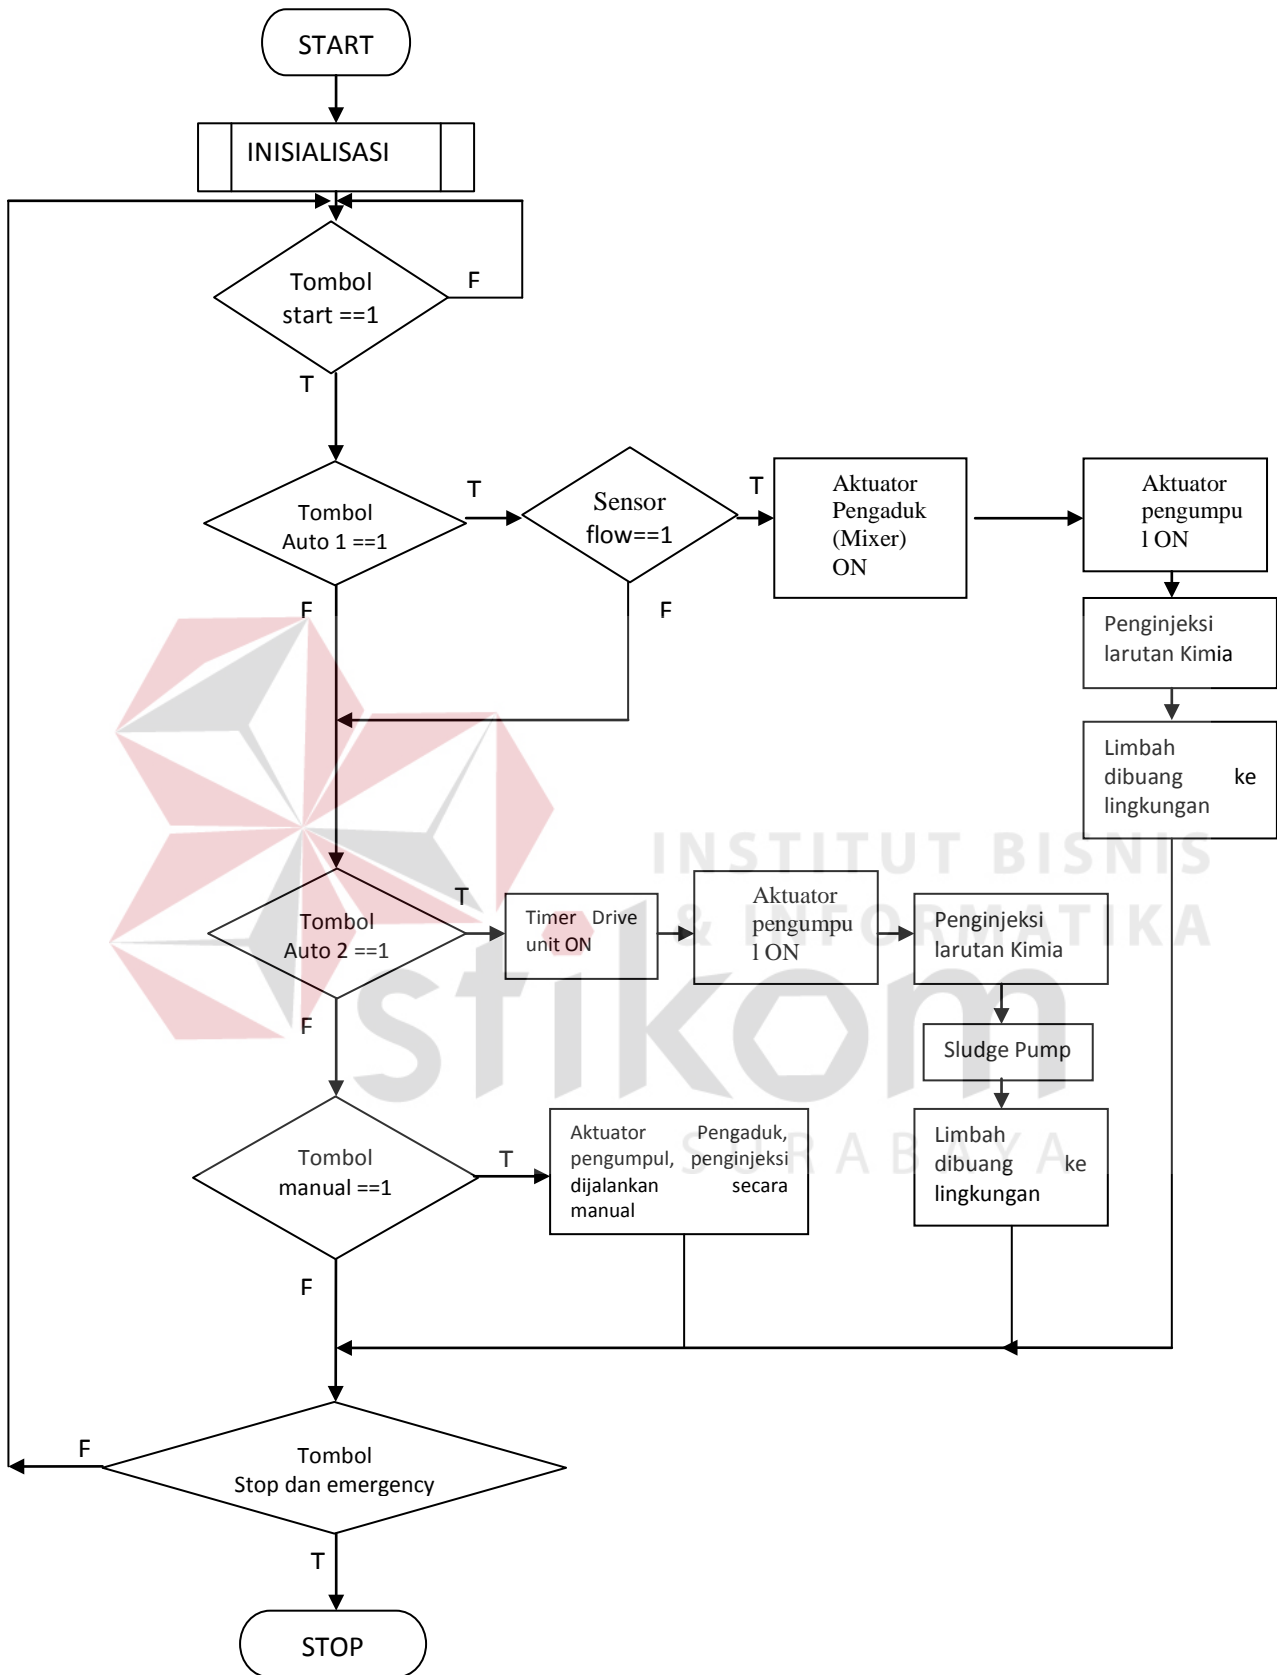 START
INISIALISASI
Tombol
start ==1
F
T
Tombol
Auto 1 ==1
T
F
Sensor
flow==1
T
F
Aktuator
Pengaduk
(Mixer)
ON
Aktuator
pengumpu
l ON
Penginjeksi
larutan Kimia
Limbah
dibuang ke
lingkungan
INSTITUT BISNIS
& INFORMATIKA
stikom
SURABAYA
Tombol
Auto 2 ==1
T
F
Timer Drive
unit ON
Aktuator
pengumpu
l ON
Penginjeksi
larutan Kimia
Sludge Pump
Limbah
dibuang ke
lingkungan
Tombol
manual ==1
T
F
Aktuator Pengaduk,
pengumpul, penginjeksi
dijalankan secara
manual
Tombol
Stop dan emergency
F
T
STOP